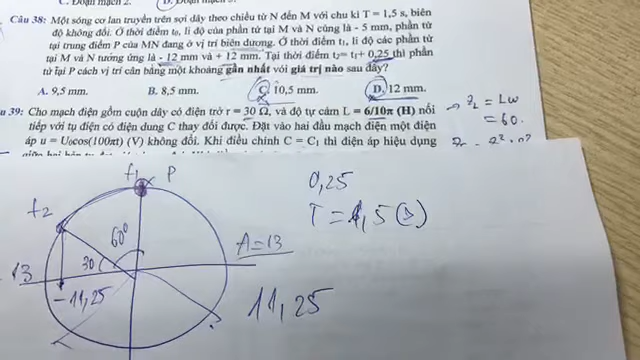 C. Đoạn mạch 2.
Câu 38: Một sóng cơ lan truyền trên sợi dây theo chiều từ N đến M với chu kì T = 1,5 s, biên
độ không đổi. Ở thời điểm t₀, li độ của phần tử tại M và N cùng là - 5 mm, phần tử
tại trung điểm P của MN đang ở vị trí biên dương. Ở thời điểm t₁, li độ các phần tử
tại M và N tương ứng là - 12 mm và + 12 mm. Tại thời điểm t₂= t₁+ 0,25 thì phần
tử tại P cách vị trí cân bằng một khoảng gần nhất với giá trị nào sau đây?
A. 9,5 mm. B. 8,5 mm. C. 10,5 mm. D. 12 mm.
u 39: Cho mạch điện gồm cuộn dây có điện trở r = 30 Ω, và độ tự cảm L = 6/10π (H) nối
tiếp với tụ điện có điện dung C thay đổi được. Đặt vào hai đầu mạch điện một điện
áp u = U₀cos(100πt) (V) không đổi. Khi điều chỉnh C = C₁ thì điện áp hiệu dụng
→ Z_L = Lω
= 60.
t₁ P
t₂
60°
30
A=13
13
-11,25
0,25
T = 1,5 (s)
11,25